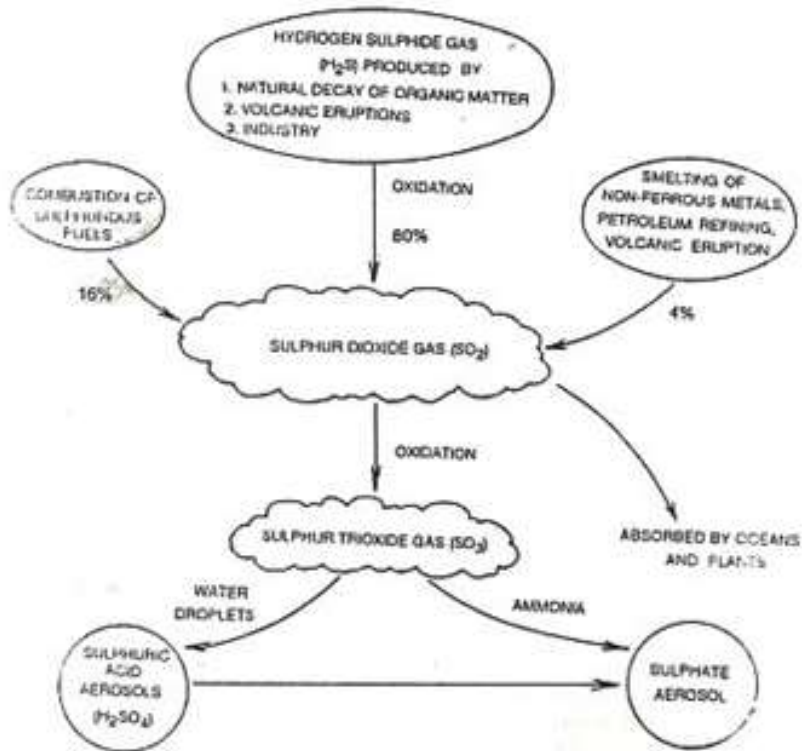 HYDROGEN SULPHIDE GAS
(H₂S) PRODUCED BY
1. NATURAL DECAY OF ORGANIC MATTER
2. VOLCANIC ERUPTIONS
3. INDUSTRY
OXIDATION
80%
COMBUSTION OF
FUELS
16%
SMELTING OF
NON-FERROUS METALS,
PETROLEUM REFINING,
VOLCANIC ERUPTION
4%
SULPHUR DIOXIDE GAS (SO₂)
OXIDATION
SULPHUR TRIOXIDE GAS (SO₃)
ABSORBED BY OCEANS
AND PLANTS
WATER
DROPLETS
AMMONIA
SULPHURIC
ACID
AEROSOLS
(H₂SO₄)
SULPHATE
AEROSOL